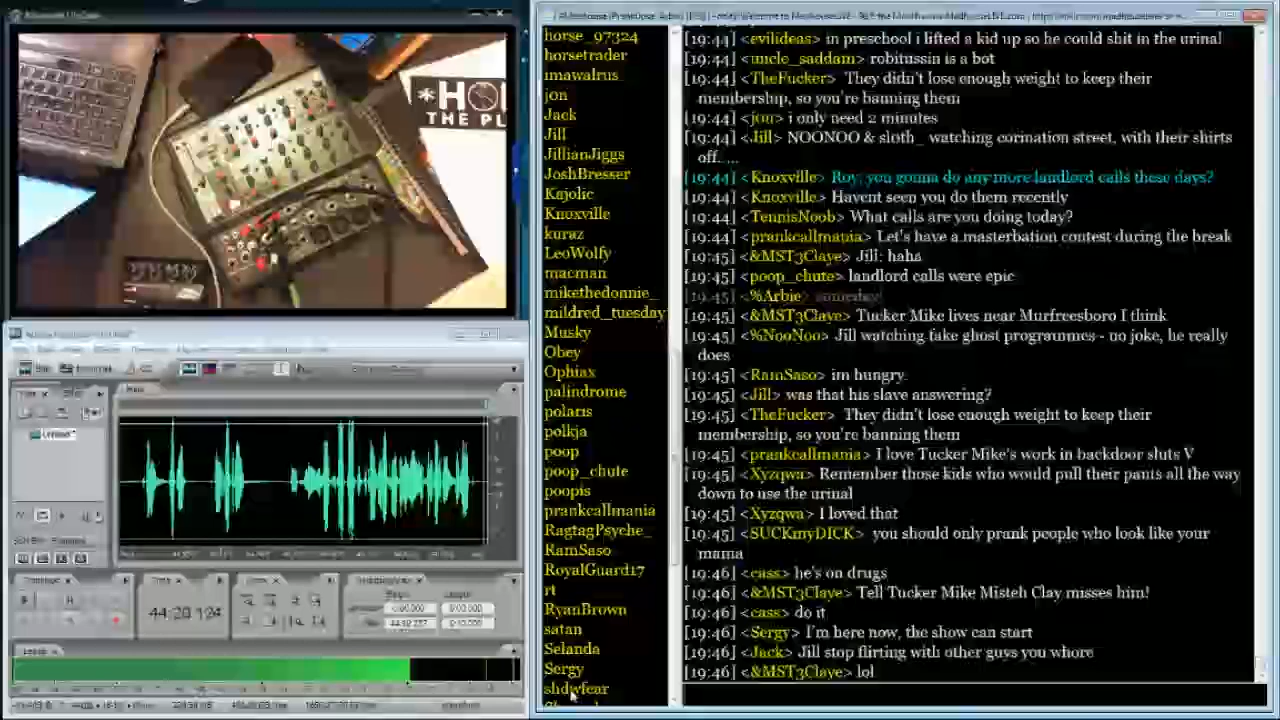 *HO
THE PL
44:20.124
horse_97324
horsetrader
imawalrus
jon
Jack
Jill
JillianJiggs
JoshBresser
Kajolic
Knoxville
kuraz
LeoWolfy
macman
mikethedonnie_
mildred_tuesday
Musky
Obey
Ophiax
palindrome
polaris
polkja
poop
poop_chute
poopis
prankcallmania
RagtagPsyche_
RamSaso
RoyalGuard17
rt
RyanBrown
satan
Selanda
Sergy
shdwfear
[19:44] <evilideas> in preschool i lifted a kid up so he could shit in the urinal
[19:44] <uncle_saddam> robitussin is a bot
[19:44] <TheFucker> They didn't lose enough weight to keep their
membership, so you're banning them
[19:44] <jon> i only need 2 minutes
[19:44] <Jill> NOONOO & sloth_ watching cornation street, with their shirts
off. ...
[19:44] <Knoxville> Roy, you gonna do any more landlord calls these days?
[19:44] <Knoxville> Havent seen you do them recently
[19:44] <TennisNoob> What calls are you doing today?
[19:44] <prankcallmania> Let's have a masterbation contest during the break
[19:45] <&MST3Claye> Jill: haha
[19:45] <poop_chute> landlord calls were epic
[19:45] <%Arbie> someday
[19:45] <&MST3Claye> Tucker Mike lives near Murfreesboro I think
[19:45] <%NooNoo> Jill watching fake ghost programmes - no joke, he really
does
[19:45] <RamSaso> im hungry
[19:45] <Jill> was that his slave answering?
[19:45] <TheFucker> They didn't lose enough weight to keep their
membership, so you're banning them
[19:45] <prankcallmania> I love Tucker Mike's work in backdoor sluts V
[19:45] <Xyzqwa> Remember those kids who would pull their pants all the way
down to use the urinal
[19:45] <Xyzqwa> I loved that
[19:45] <SUCKmyDICK> you should only prank people who look like your
mama
[19:46] <cass> he's on drugs
[19:46] <&MST3Claye> Tell Tucker Mike Misteh Clay misses him!
[19:46] <cass> do it
[19:46] <Sergy> I'm here now, the show can start
[19:46] <Jack> Jill stop flirting with other guys you whore
[19:46] <&MST3Claye> lol